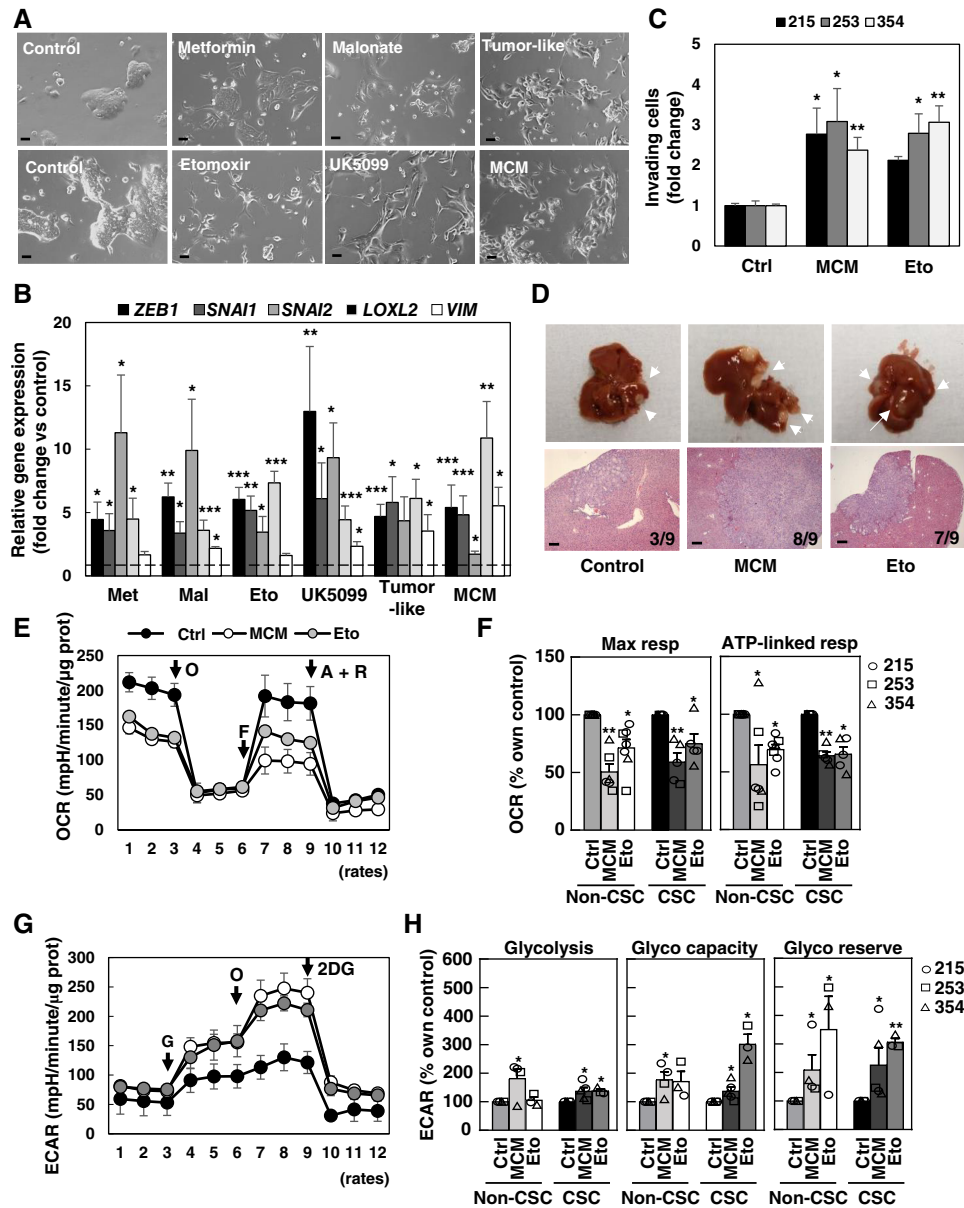 A
Control
Metformin
Malonate
Tumor-like
Control
Etomoxir
UK5099
MCM
B
ZEB1 SNAI1 SNAI2 LOXL2 VIM
Relative gene expression
(fold change vs control)
20
15
10
5
0
* * * *
** * * *** *
*** ** * ***
** * * *** *
*** * * *
*** *** * ** *
Met Mal Eto UK5099 Tumor
-like MCM
C
215 253 354
Invading cells
(fold change)
5
4
3
2
1
0
* * **
* **
Ctrl MCM Eto
D
3/9
8/9
7/9
Control MCM Eto
E
Ctrl MCM Eto
OCR (mpH/minute/µg prot)
250
200
150
100
50
0
O
F
A + R
1 2 3 4 5 6 7 8 9 10 11 12
(rates)
F
Max resp ATP-linked resp
215
253
354
OCR (% own control)
150
100
50
0
** * ** *
* * ** *
Ctrl MCM Eto Ctrl MCM Eto Ctrl MCM Eto Ctrl MCM Eto
Non-CSC CSC Non-CSC CSC
G
ECAR (mpH/minute/µg prot)
300
250
200
150
100
50
0
G
O
2DG
1 2 3 4 5 6 7 8 9 10 11 12
(rates)
H
Glycolysis Glyco capacity Glyco reserve
215
253
354
ECAR (% own control)
600
500
400
300
200
100
0
* * *
* * *
* * * **
Ctrl MCM Eto Ctrl MCM Eto Ctrl MCM Eto Ctrl MCM Eto Ctrl MCM Eto Ctrl MCM Eto
Non-CSC CSC Non-CSC CSC Non-CSC CSC